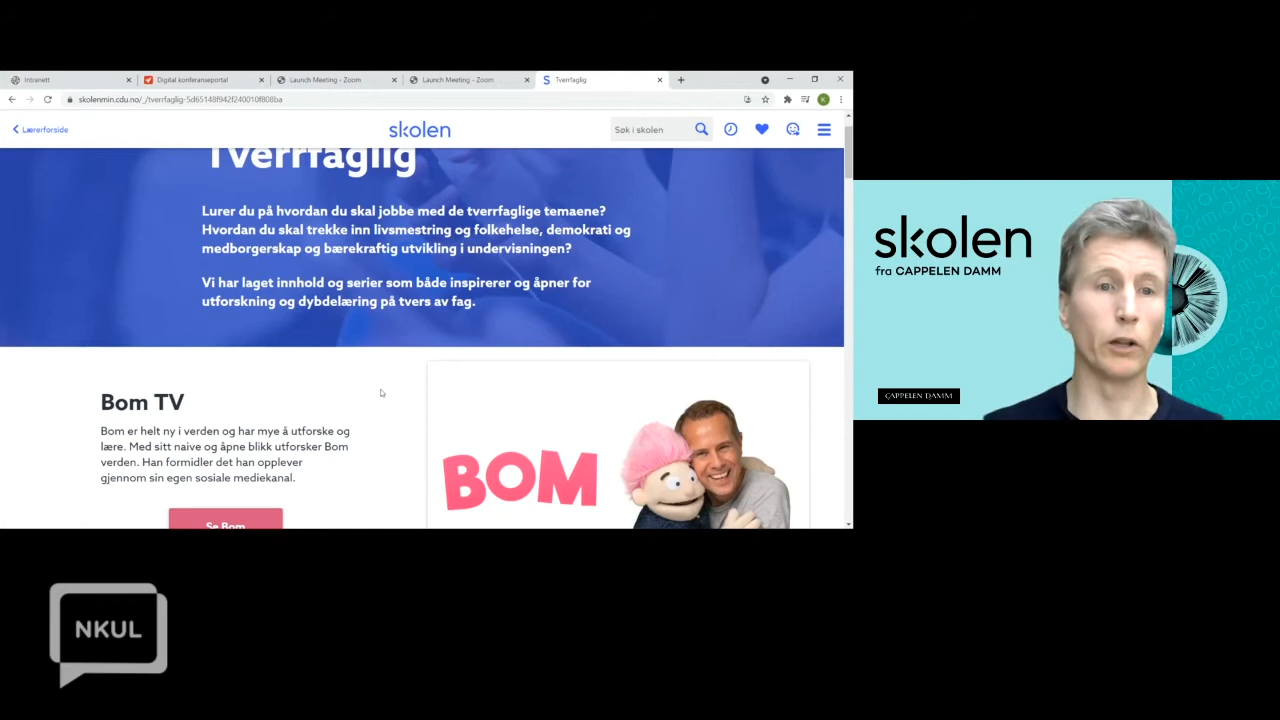 Intranett
Digital konferanseportal
Launch Meeting - Zoom
Launch Meeting - Zoom
S Tverrfaglig
skolenmin.cdu.no/_/tverrfaglig-5d65148f942f240010f808ba
K
Lærerforside
skolen
Søk i skolen
Tverrfaglig
Lurer du på hvordan du skal jobbe med de tverrfaglige temaene?
Hvordan du skal trekke inn livsmestring og folkehelse, demokrati og
medborgerskap og bærekraftig utvikling i undervisningen?
Vi har laget innhold og serier som både inspirerer og åpner for
utforskning og dybdelæring på tvers av fag.
Bom TV
Bom er helt ny i verden og har mye å utforske og
lære. Med sitt naive og åpne blikk utforsker Bom
verden. Han formidler det han opplever
gjennom sin egen sosiale mediekanal.
Se Bom
BOM
skolen
fra CAPPELEN DAMM
CAPPELEN DAMM
NKUL